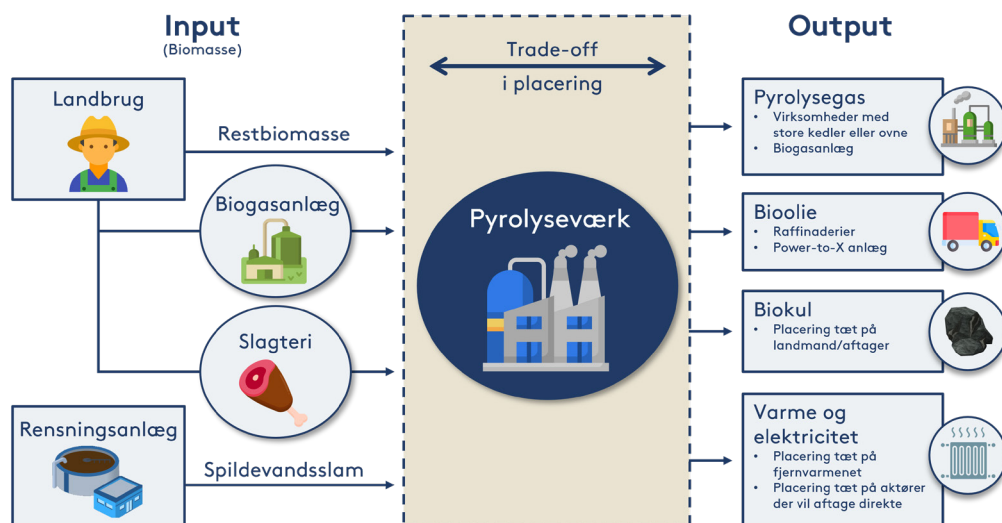 Input
(Biomasse)
Landbrug
Restbiomasse
Biogasanlæg
Slagteri
Rensningsanlæg
Spildevandsslam
Trade-off
i placering
Pyrolyseværk
Output
Pyrolysegas
• Virksomheder med
store kedler eller ovne
• Biogasanlæg
Bioolie
• Raffinaderier
• Power-to-X anlæg
Biokul
• Placering tæt på
landmand/aftager
Varme og
elektricitet
• Placering tæt på
fjernvarmenet
• Placering tæt på aktører
der vil aftage direkte